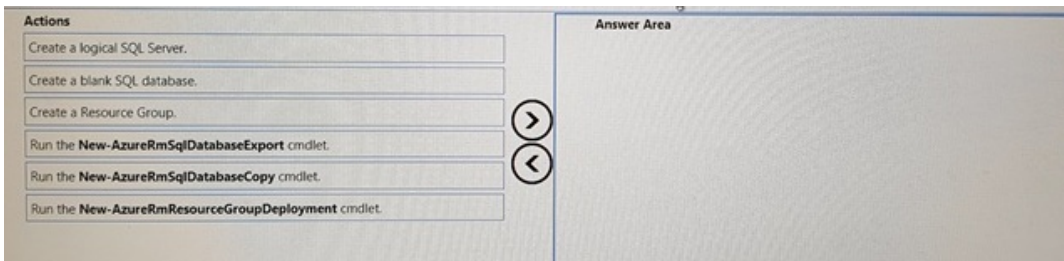 Actions
Create a logical SQL Server.
Create a blank SQL database.
Create a Resource Group.
Run the New-AzureRmSqlDatabaseExport cmdlet.
Run the New-AzureRmSqlDatabaseCopy cmdlet.
Run the New-AzureRmResourceGroupDeployment cmdlet.
Answer Area